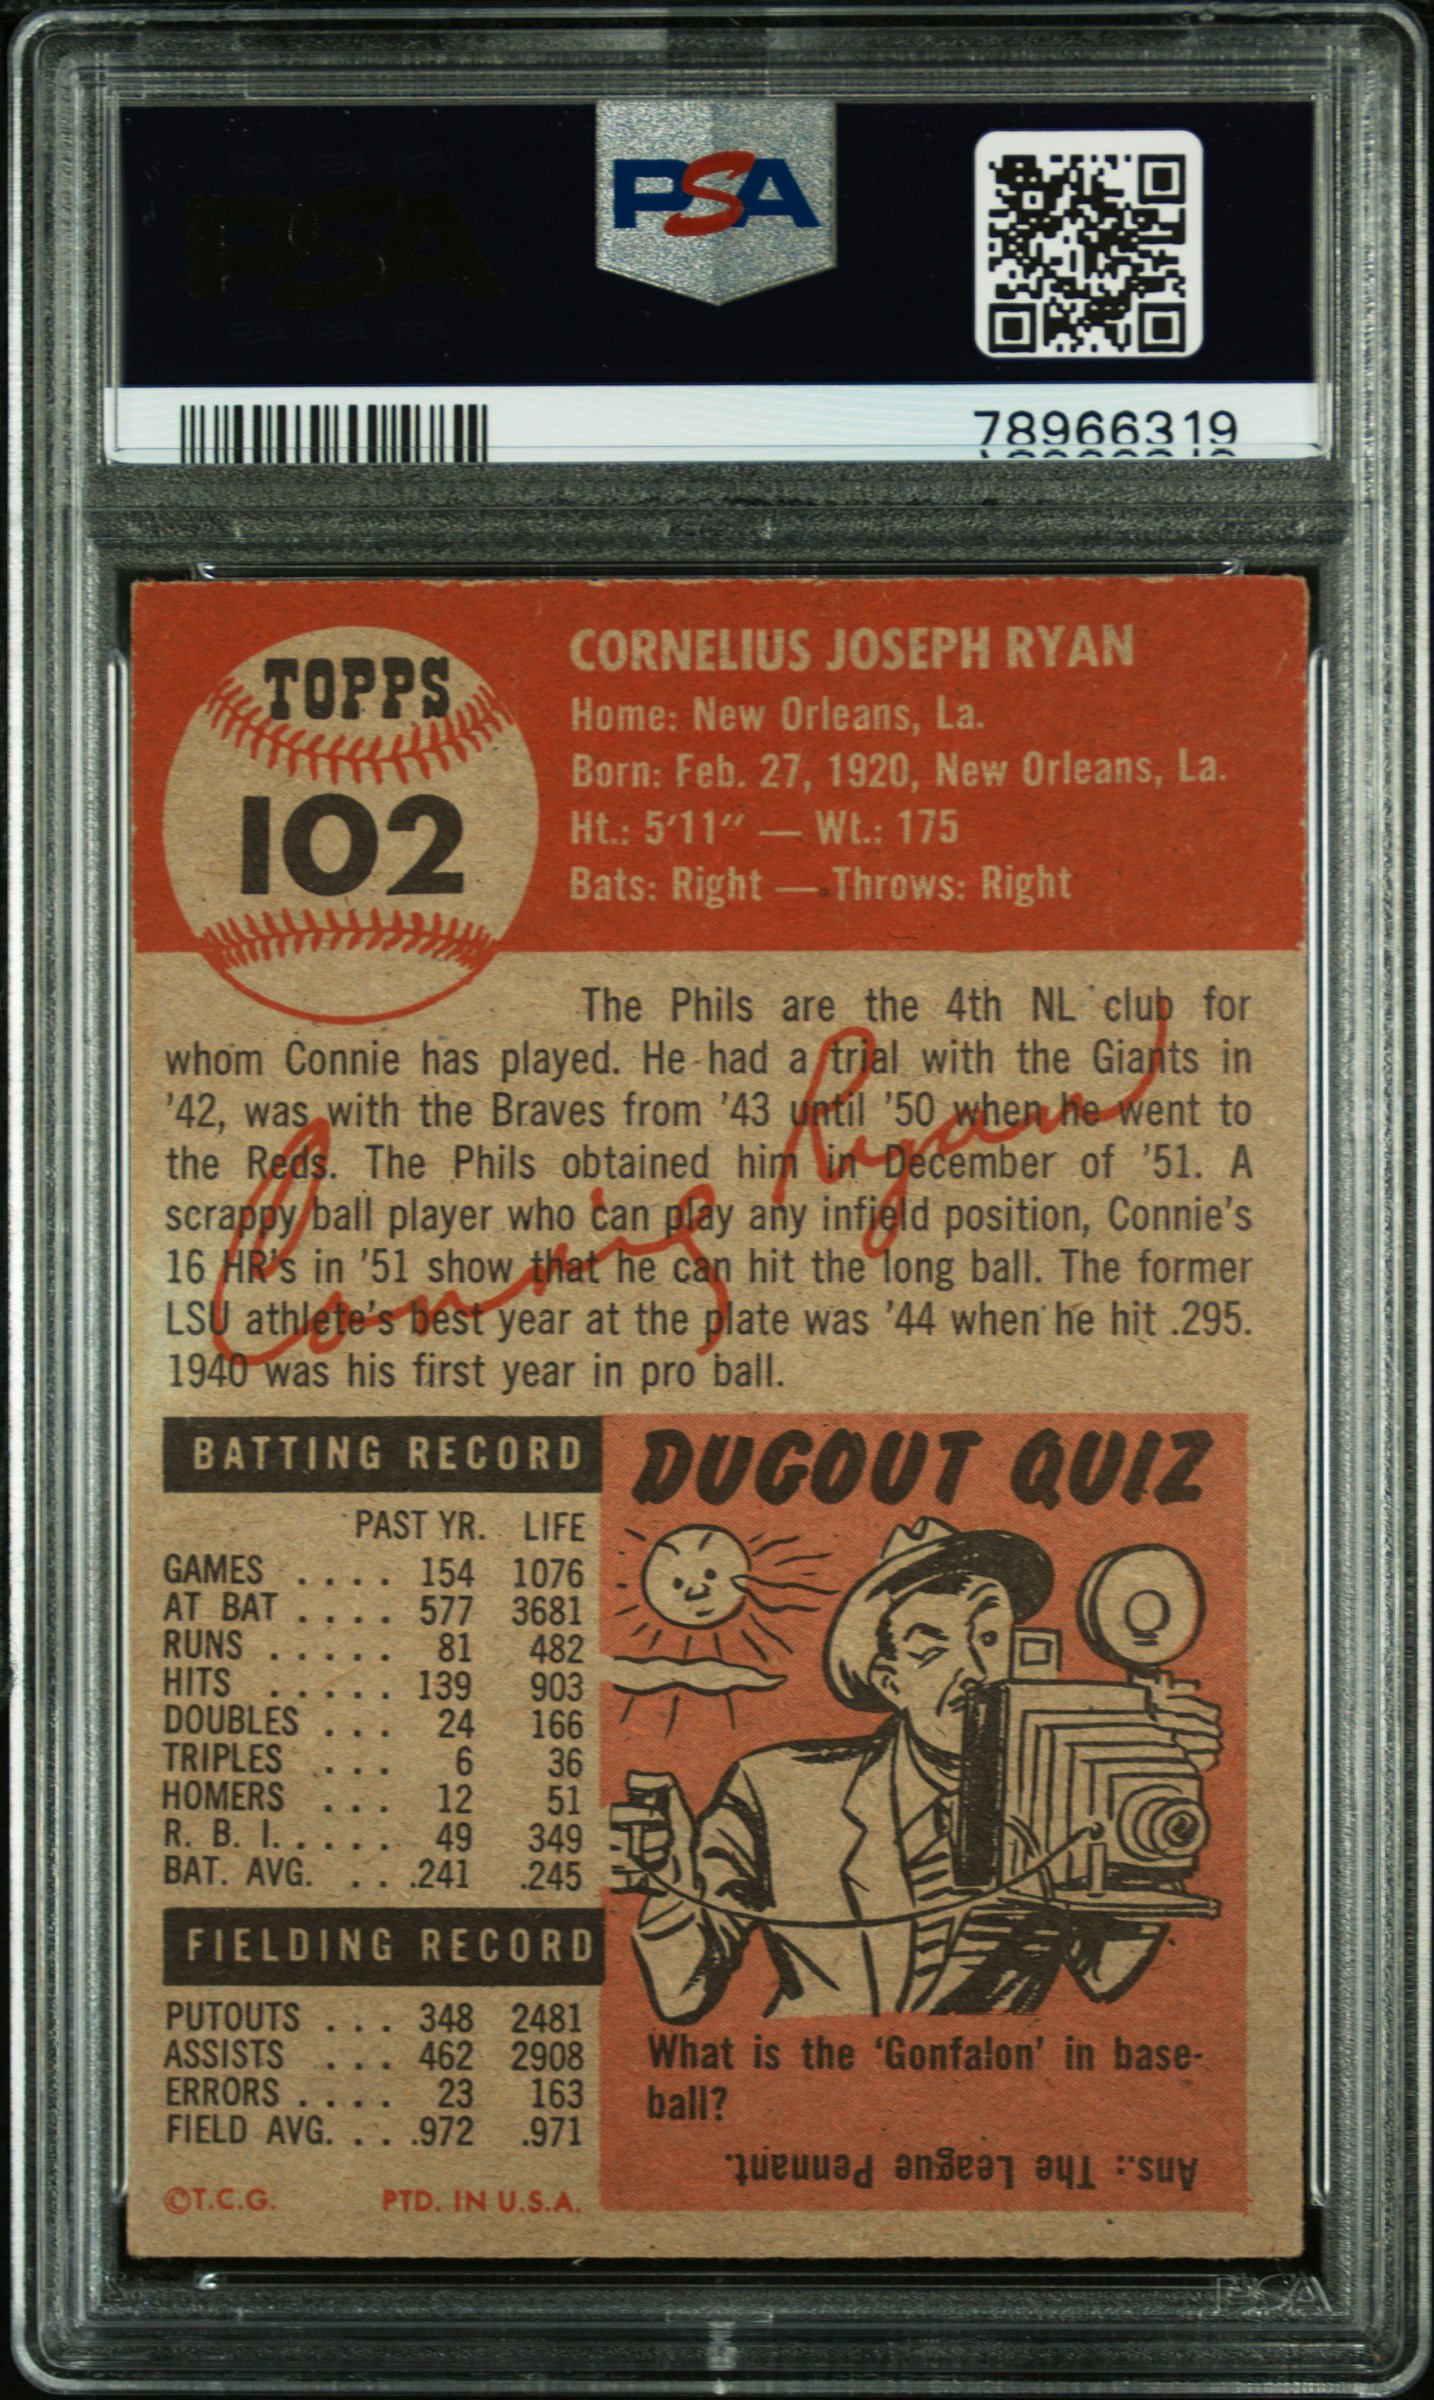 PSA
78966319
TOPPS
102
CORNELIUS JOSEPH RYAN
Home: New Orleans, La.
Born: Feb. 27, 1920, New Orleans, La.
Ht.: 5'11" — Wt.: 175
Bats: Right — Throws: Right
The Phils are the 4th NL club for
whom Connie has played. He had a trial with the Giants in
'42, was with the Braves from '43 until '50 when he went to
the Reds. The Phils obtained him in December of '51. A
scrappy ball player who can play any infield position, Connie's
16 HR's in '51 show that he can hit the long ball. The former
LSU athlete's best year at the plate was '44 when he hit .295.
1940 was his first year in pro ball.
Connie Ryan
BATTING RECORD
PAST YR. LIFE
GAMES .... 154 1076
AT BAT .... 577 3681
RUNS ..... 81 482
HITS ..... 139 903
DOUBLES ... 24 166
TRIPLES ... 6 36
HOMERS ... 12 51
R. B. I. .... 49 349
BAT. AVG. .. .241 .245
FIELDING RECORD
PUTOUTS ... 348 2481
ASSISTS ... 462 2908
ERRORS .... 23 163
FIELD AVG. .. .972 .971
©T.C.G. PTD. IN U.S.A.
DUGOUT QUIZ
What is the 'Gonfalon' in base-
ball?
Ans.: The League Pennant.
PSA